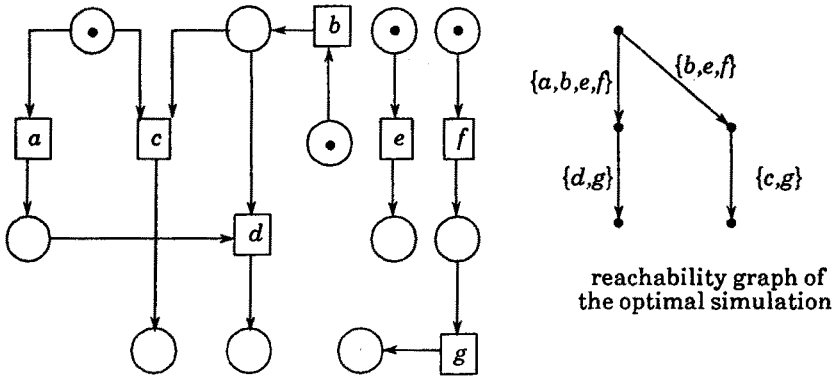 b
{b,e,f}
{a,b,e,f}
a
c
e
f
{d,g}
{c,g}
d
reachability graph of
the optimal simulation
g